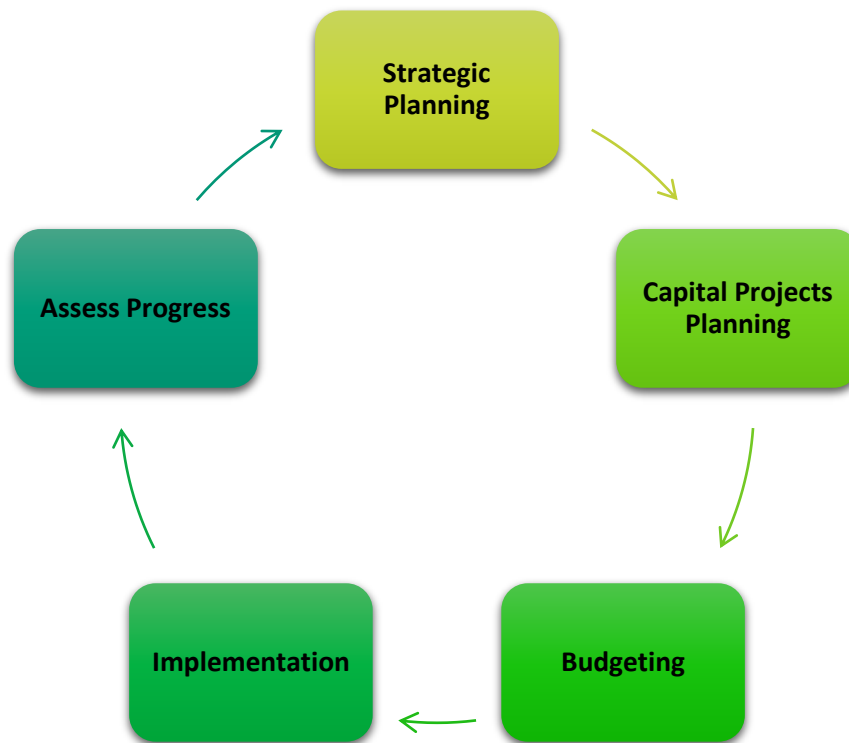 Strategic
Planning
Capital Projects
Planning
Budgeting
Implementation
Assess Progress